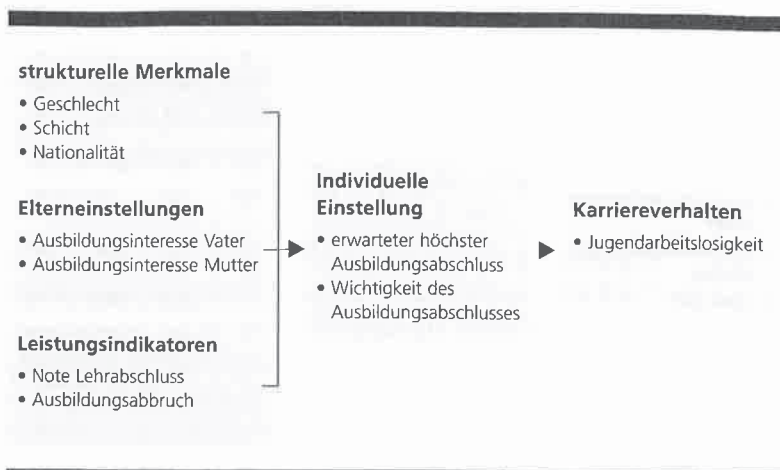 strukturelle Merkmale
• Geschlecht
• Schicht
• Nationalität
Elterneinstellungen
• Ausbildungsinteresse Vater
• Ausbildungsinteresse Mutter
Leistungsindikatoren
• Note Lehrabschluss
• Ausbildungsabbruch
Individuelle
Einstellung
• erwarteter höchster
Ausbildungsabschluss
• Wichtigkeit des
Ausbildungsabschlusses
Karriereverhalten
• Jugendarbeitslosigkeit